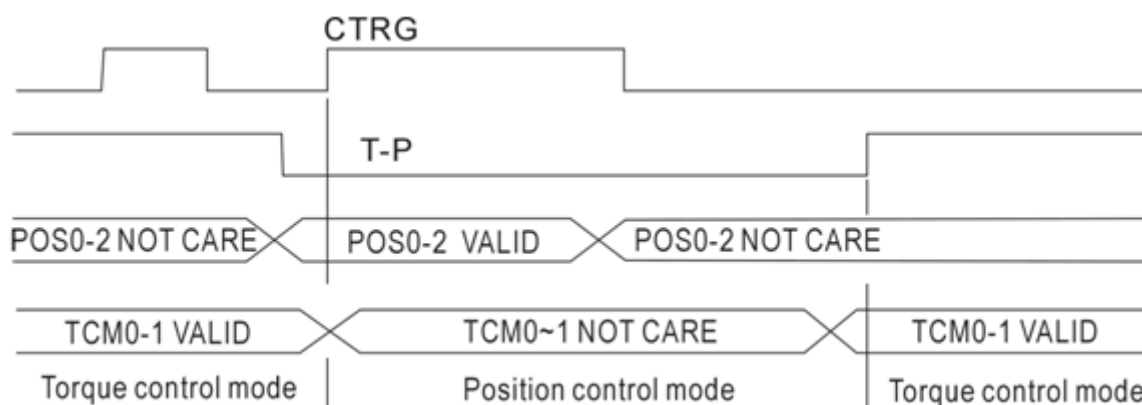 CTRG
T-P
POS0-2 NOT CARE POS0-2 VALID POS0-2 NOT CARE
TCM0-1 VALID TCM0~1 NOT CARE TCM0-1 VALID
Torque control mode Position control mode Torque control mode